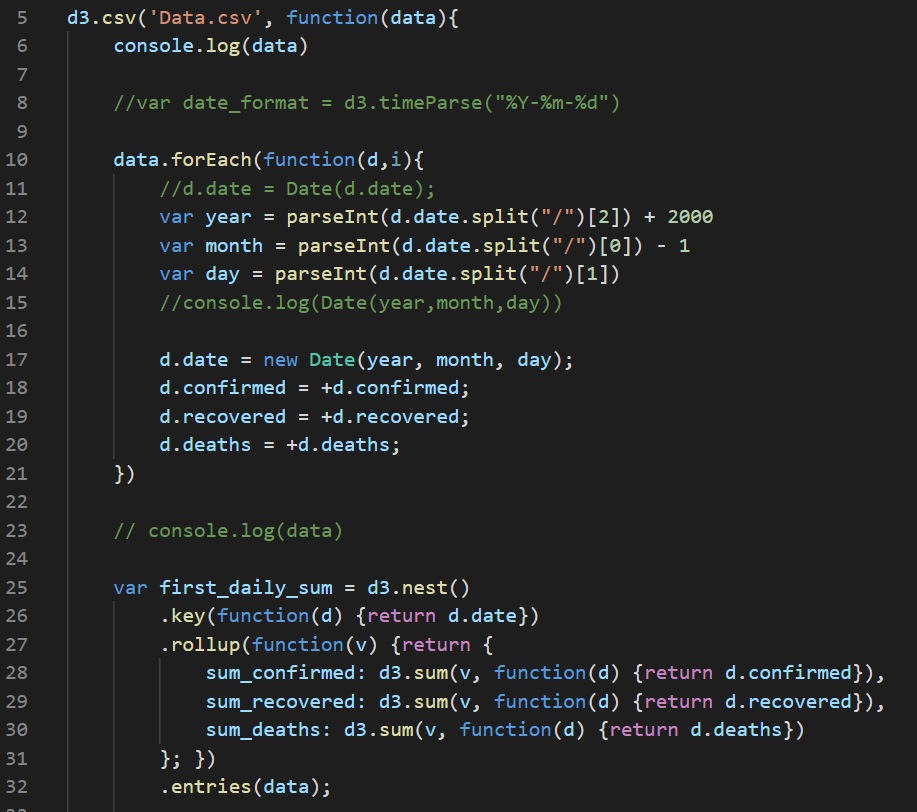 5 d3.csv('Data.csv', function(data){
6     console.log(data)
7
8     //var date_format = d3.timeParse("%Y-%m-%d")
9
10     data.forEach(function(d,i){
11         //d.date = Date(d.date);
12         var year = parseInt(d.date.split("/")[2]) + 2000
13         var month = parseInt(d.date.split("/")[0]) - 1
14         var day = parseInt(d.date.split("/")[1])
15         //console.log(Date(year,month,day))
16
17         d.date = new Date(year, month, day);
18         d.confirmed = +d.confirmed;
19         d.recovered = +d.recovered;
20         d.deaths = +d.deaths;
21     })
22
23     // console.log(data)
24
25     var first_daily_sum = d3.nest()
26         .key(function(d) {return d.date})
27         .rollup(function(v) {return {
28             sum_confirmed: d3.sum(v, function(d) {return d.confirmed}),
29             sum_recovered: d3.sum(v, function(d) {return d.recovered}),
30             sum_deaths: d3.sum(v, function(d) {return d.deaths})
31         }; })
32         .entries(data);